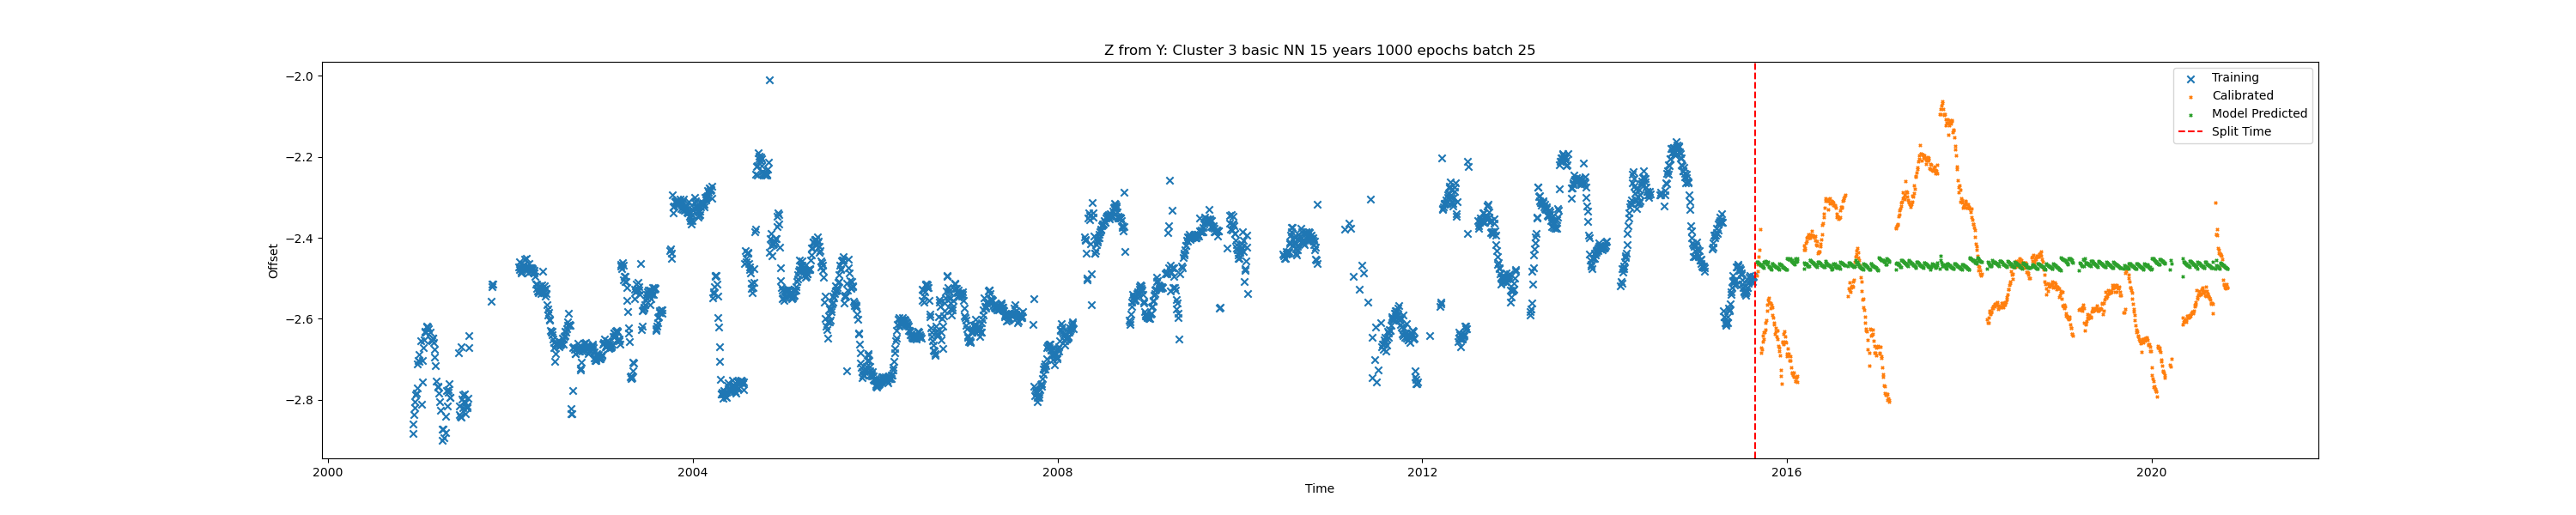 Z from Y: Cluster 3 basic NN 15 years 1000 epochs batch 25
−2.0
−2.2
−2.4
−2.6
−2.8
Offset
Training
Calibrated
Model Predicted
Split Time
2000
2004
2008
2012
2016
2020
Time